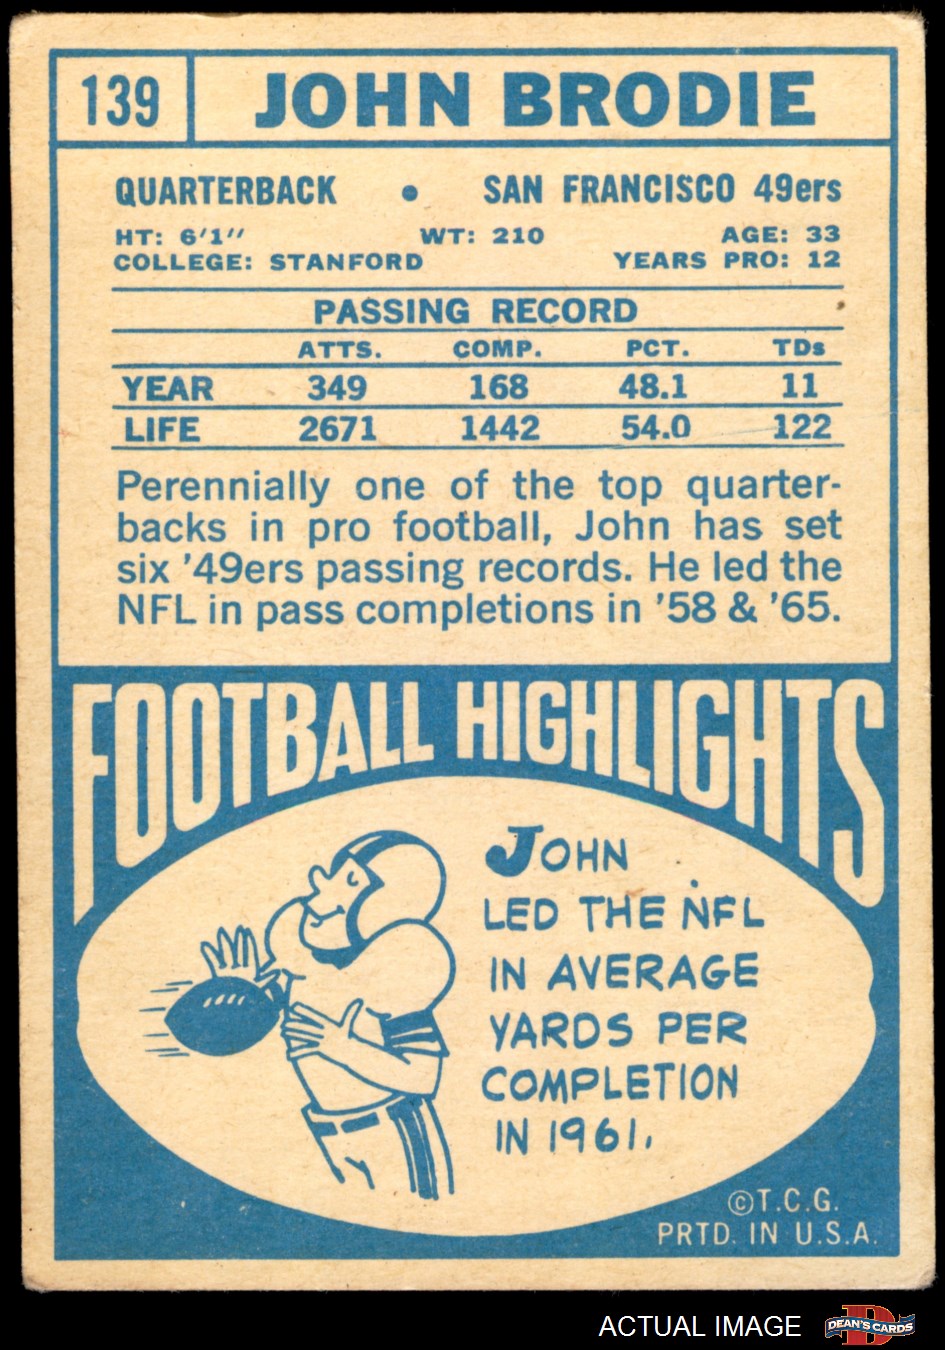 139 JOHN BRODIE
QUARTERBACK • SAN FRANCISCO 49ers
HT: 6'1" WT: 210 AGE: 33
COLLEGE: STANFORD YEARS PRO: 12
PASSING RECORD
ATTS. COMP. PCT. TDs
YEAR 349 168 48.1 11
LIFE 2671 1442 54.0 122
Perennially one of the top quarter-
backs in pro football, John has set
six '49ers passing records. He led the
NFL in pass completions in '58 & '65.
FOOTBALL HIGHLIGHTS
JOHN
LED THE NFL
IN AVERAGE
YARDS PER
COMPLETION
IN 1961.
©T.C.G.
PRTD. IN U.S.A.
ACTUAL IMAGE DEAN'S CARDS